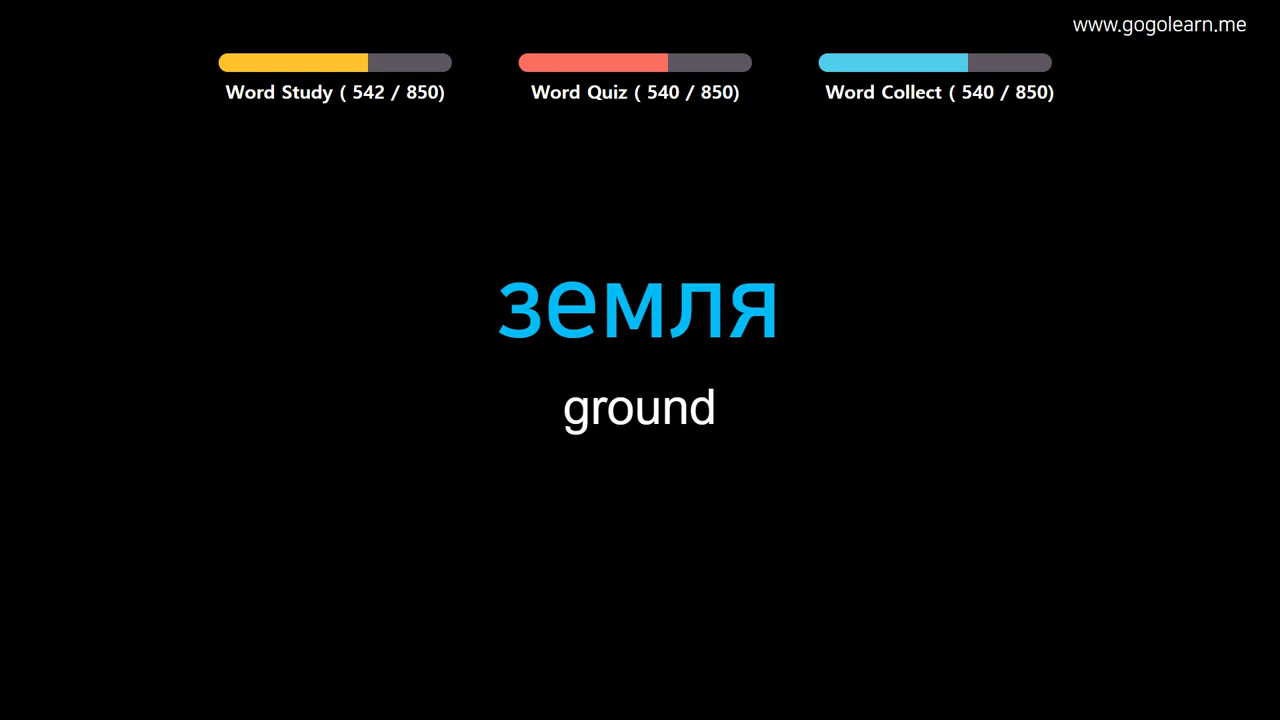 www.gogolearn.me
Word Study ( 542 / 850)
Word Quiz ( 540 / 850)
Word Collect ( 540 / 850)
земля
ground